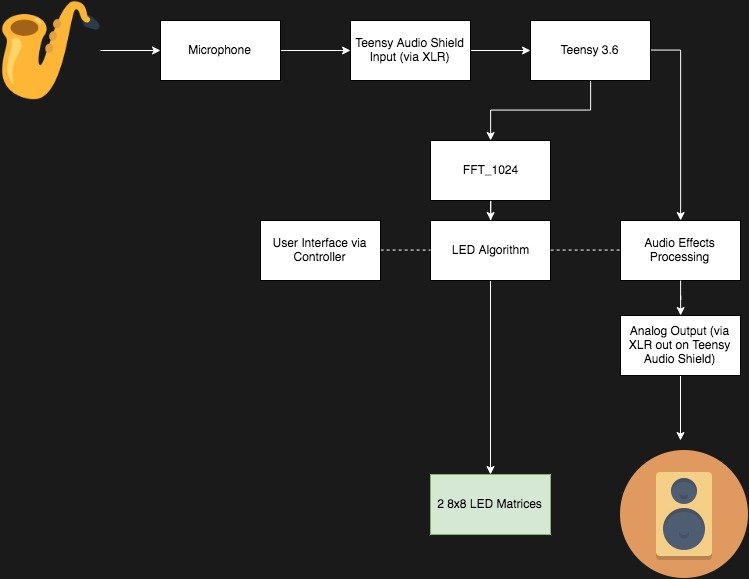 Microphone
Teensy Audio Shield
Input (via XLR)
Teensy 3.6
FFT_1024
User Interface via
Controller
LED Algorithm
Audio Effects
Processing
Analog Output (via
XLR out on Teensy
Audio Shield)
2 8x8 LED Matrices